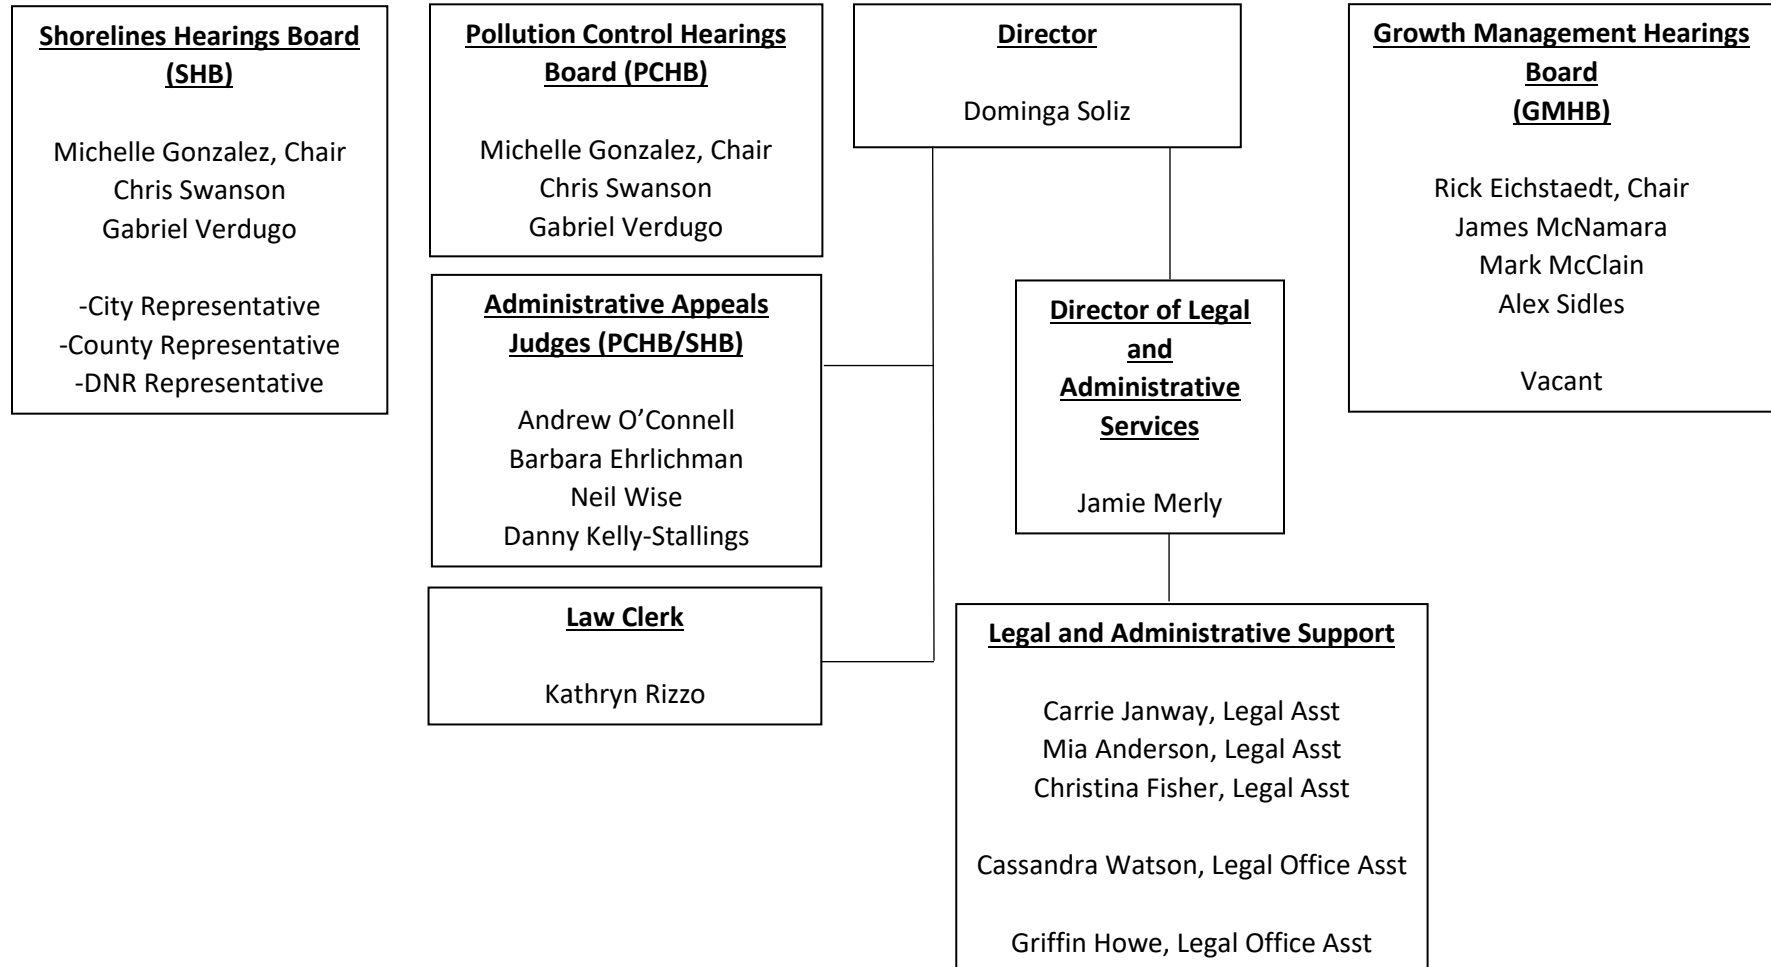 Shorelines Hearings Board
(SHB)
Michelle Gonzalez, Chair
Chris Swanson
Gabriel Verdugo
-City Representative
-County Representative
-DNR Representative
Pollution Control Hearings
Board (PCHB)
Michelle Gonzalez, Chair
Chris Swanson
Gabriel Verdugo
Administrative Appeals
Judges (PCHB/SHB)
Andrew O’Connell
Barbara Ehrlichman
Neil Wise
Danny Kelly-Stallings
Law Clerk
Kathryn Rizzo
Director
Dominga Soliz
Director of Legal
and
Administrative
Services
Jamie Merly
Legal and Administrative Support
Carrie Janway, Legal Asst
Mia Anderson, Legal Asst
Christina Fisher, Legal Asst
Cassandra Watson, Legal Office Asst
Griffin Howe, Legal Office Asst
Growth Management Hearings
Board
(GMHB)
Rick Eichstaedt, Chair
James McNamara
Mark McClain
Alex Sidles
Vacant